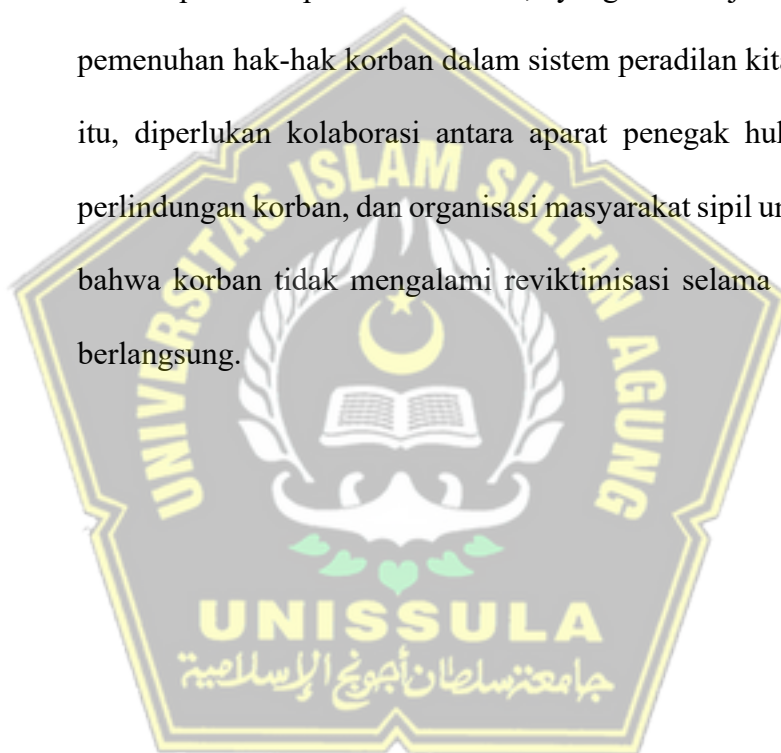 pemenuhan hak-hak korban dalam sistem peradilan kita
itu, diperlukan kolaborasi antara aparat penegak
perlindungan korban, dan organisasi masyarakat sipil
bahwa korban tidak mengalami reviktimisasi selama
berlangsung.
UNIVERSITAS ISLAM SULTAN AGUNG
UNISSULA
جامعة سلطان أجونج الإسلامية